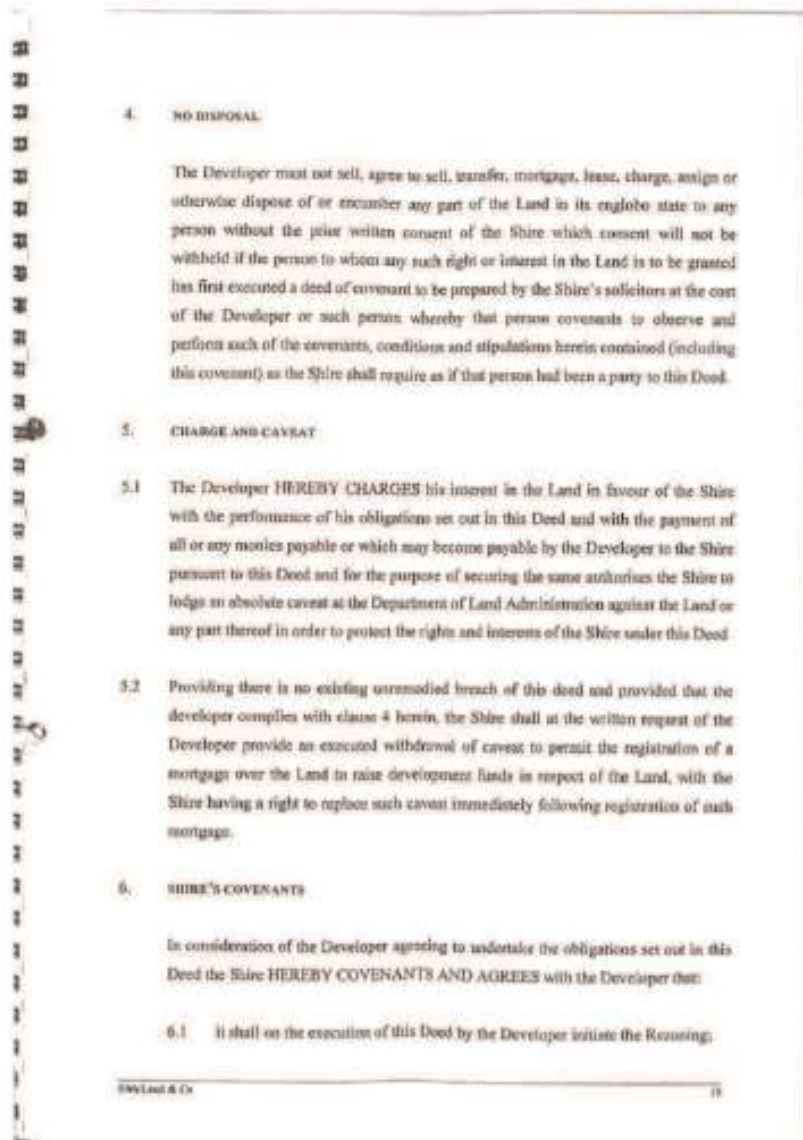 4. NO DISPOSAL
The Developer must not sell, agree to sell, transfer, mortgage, lease, charge, assign or
otherwise dispose of or encumber any part of the Land in its englobo state to any
person without the prior written consent of the Shire which consent will not be
withheld if the person to whom any such right or interest in the Land is to be granted
has first executed a deed of covenant to be prepared by the Shire's solicitors at the cost
of the Developer or such person whereby that person covenants to observe and
perform such of the covenants, conditions and stipulations herein contained (including
this covenant) as the Shire shall require as if that person had been a party to this Deed.
5. CHARGE AND CAVEAT
5.1 The Developer HEREBY CHARGES his interest in the Land in favour of the Shire
with the performance of his obligations set out in this Deed and with the payment of
all or any monies payable or which may become payable by the Developer to the Shire
pursuant to this Deed and for the purpose of securing the same authorises the Shire to
lodge an absolute caveat at the Department of Land Administration against the Land or
any part thereof in order to protect the rights and interests of the Shire under this Deed
5.2 Providing there is no existing unremedied breach of this deed and provided that the
developer complies with clause 4 herein, the Shire shall at the written request of the
Developer provide an executed withdrawal of caveat to permit the registration of a
mortgage over the Land to raise development funds in respect of the Land, with the
Shire having a right to replace such caveat immediately following registration of such
mortgage.
6. SHIRE'S COVENANTS
In consideration of the Developer agreeing to undertake the obligations set out in this
Deed the Shire HEREBY COVENANTS AND AGREES with the Developer that:
6.1 it shall on the execution of this Deed by the Developer initiate the Rezoning;
& Co